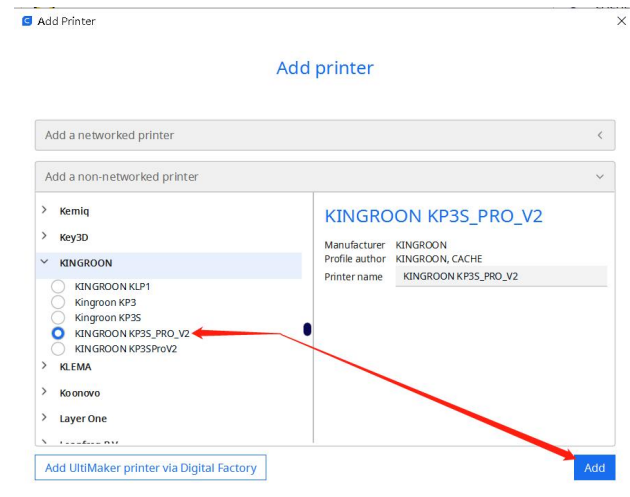 Add Printer
Add printer
Add a networked printer
Add a non-networked printer
Kemiq
Key3D
KINGROON
KINGROON KLP1
Kingroon KP3
Kingroon KP3S
KINGROON KP3S_PRO_V2
KINGROON KP3SProV2
KLEMA
Koonovo
Layer One
KINGROON KP3S_PRO_V2
Manufacturer KINGROON
Profile author KINGROON, CACHE
Printer name KINGROON KP3S_PRO_V2
Add UltiMaker printer via Digital Factory
Add